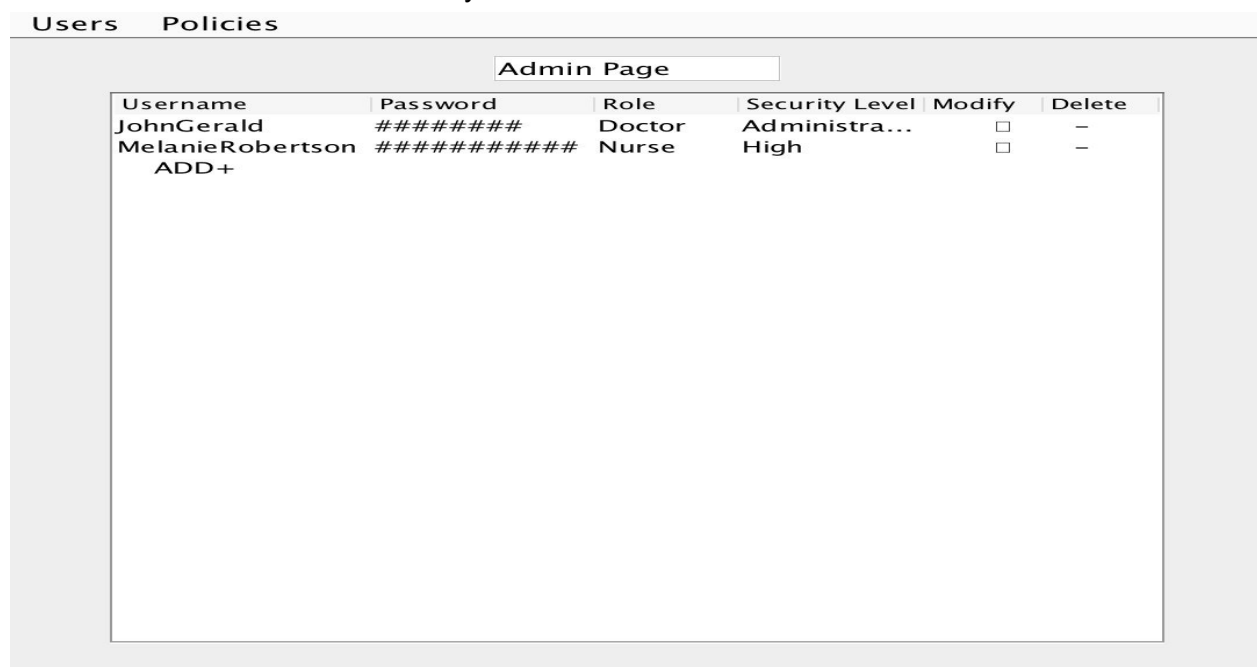 Users Policies
Admin Page
Username Password Role Security Level Modify Delete
JohnGerald ######## Doctor Administra... □ –
MelanieRobertson ########### Nurse High □ –
ADD+